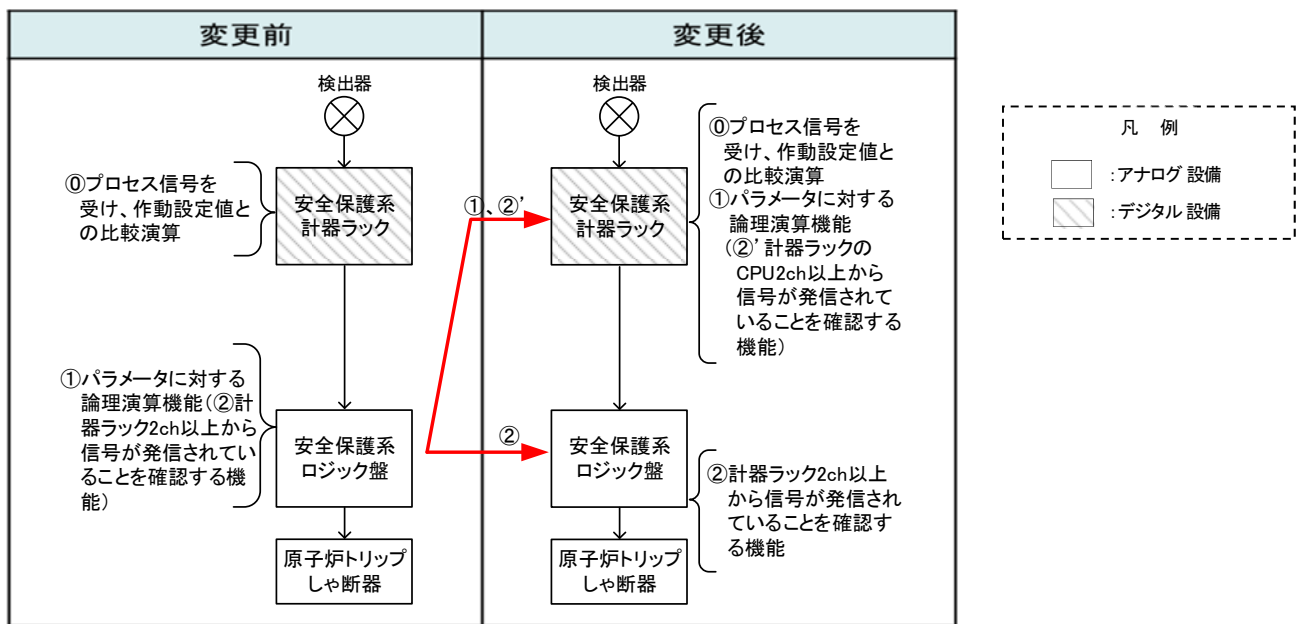 変更前
検出器
⓪プロセス信号を
受け、作動設定値と
の比較演算
安全保護系
計器ラック
①パラメータに対する
論理演算機能(②計
器ラック2ch以上から
信号が発信されてい
ることを確認する機
能)
安全保護系
ロジック盤
原子炉トリップ
しゃ断器
変更後
検出器
①、②’
安全保護系
計器ラック
⓪プロセス信号を
受け、作動設定値と
の比較演算
①パラメータに対する
論理演算機能
(②’計器ラックの
CPU2ch以上から
信号が発信されて
いることを確認する
機能)
②
安全保護系
ロジック盤
②計器ラック2ch以上
から信号が発信され
ていることを確認す
る機能
原子炉トリップ
しゃ断器
凡 例
:アナログ設備
:デジタル設備